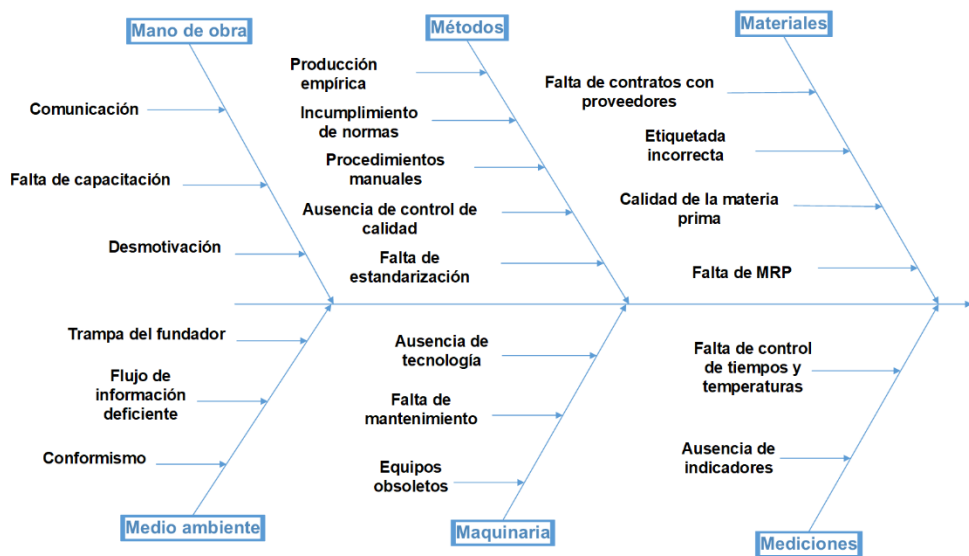 Mano de obra
Comunicación
Falta de capacitación
Desmotivación
Métodos
Producción
empírica
Incumplimiento
de normas
Procedimientos
manuales
Ausencia de control de
calidad
Falta de
estandarización
Materiales
Falta de contratos con
proveedores
Etiquetada
incorrecta
Calidad de la materia
prima
Falta de MRP
Trampa del fundador
Flujo de
información
deficiente
Conformismo
Medio ambiente
Ausencia de
tecnología
Falta de
mantenimiento
Equipos
obsoletos
Maquinaria
Falta de control
de tiempos y
temperaturas
Ausencia de
indicadores
Mediciones